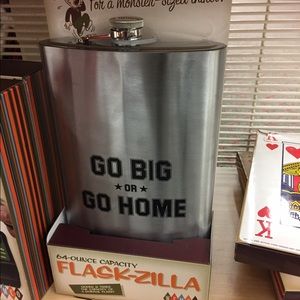 For a monster-sized thirst!
GO BIG
★ OR ★
GO HOME
64-OUNCE CAPACITY
FLASK-ZILLA
K
K